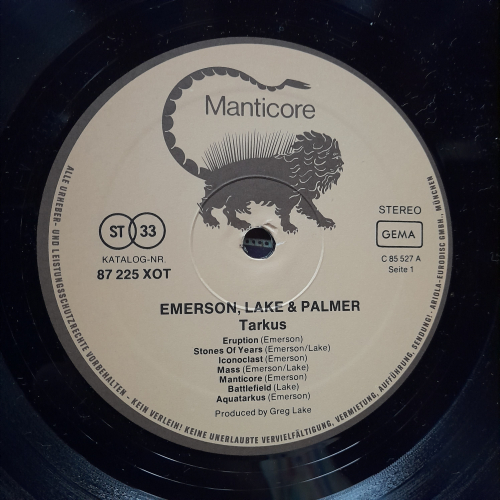 Manticore
ST 33
KATALOG-NR.
87 225 XOT
STEREO
GEMA
C 85 527 A
Seite 1
EMERSON, LAKE & PALMER
Tarkus
Eruption (Emerson)
Stones Of Years (Emerson/Lake)
Iconoclast (Emerson)
Mass (Emerson/Lake)
Manticore (Emerson)
Battlefield (Lake)
Aquatarkus (Emerson)
Produced by Greg Lake
ALLE URHEBER- UND LEISTUNGSSCHUTZRECHTE VORBEHALTEN - KEIN VERLEIH! KEINE UNERLAUBTE VERVIELFÄLTIGUNG, VERMIETUNG, AUFFÜHRUNG, SENDUNG! · ARIOLA-EURODISC GMBH., MÜNCHEN